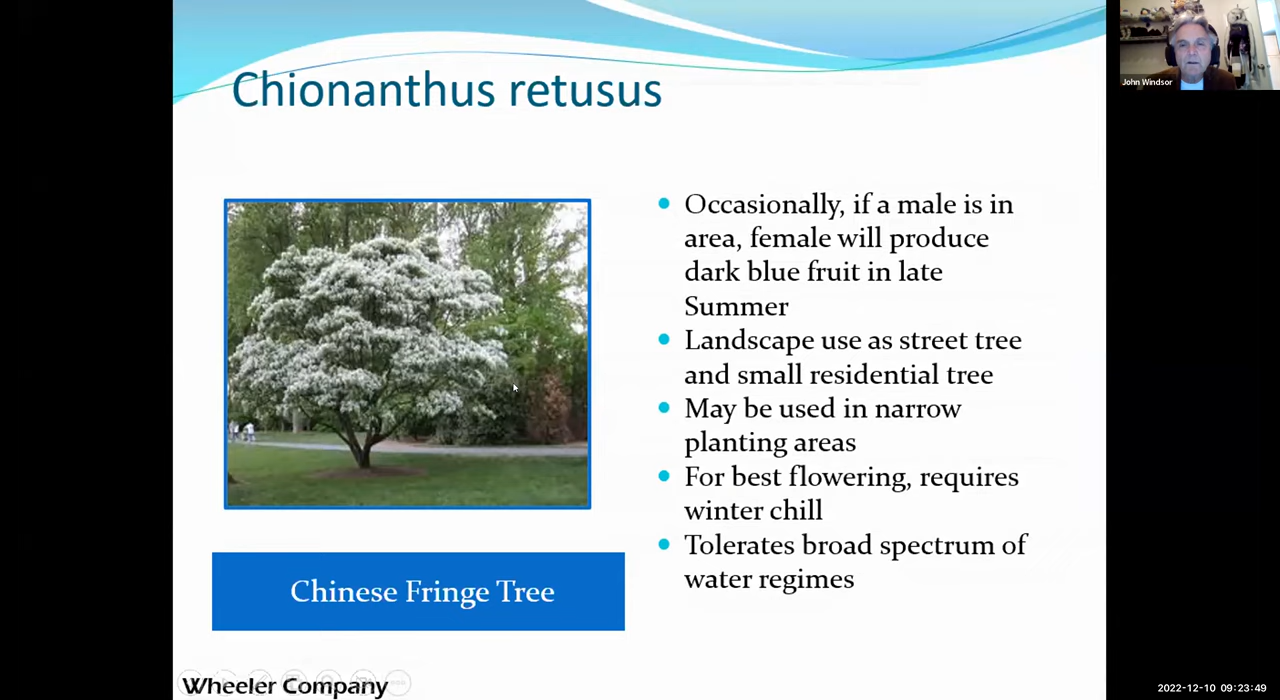 Chionanthus retusus
John Windsor
Occasionally, if a male is in
area, female will produce
dark blue fruit in late
Summer
Landscape use as street tree
and small residential tree
May be used in narrow
planting areas
For best flowering, requires
winter chill
Tolerates broad spectrum of
water regimes
Chinese Fringe Tree
Wheeler Company
2022-12-10 09:23:49